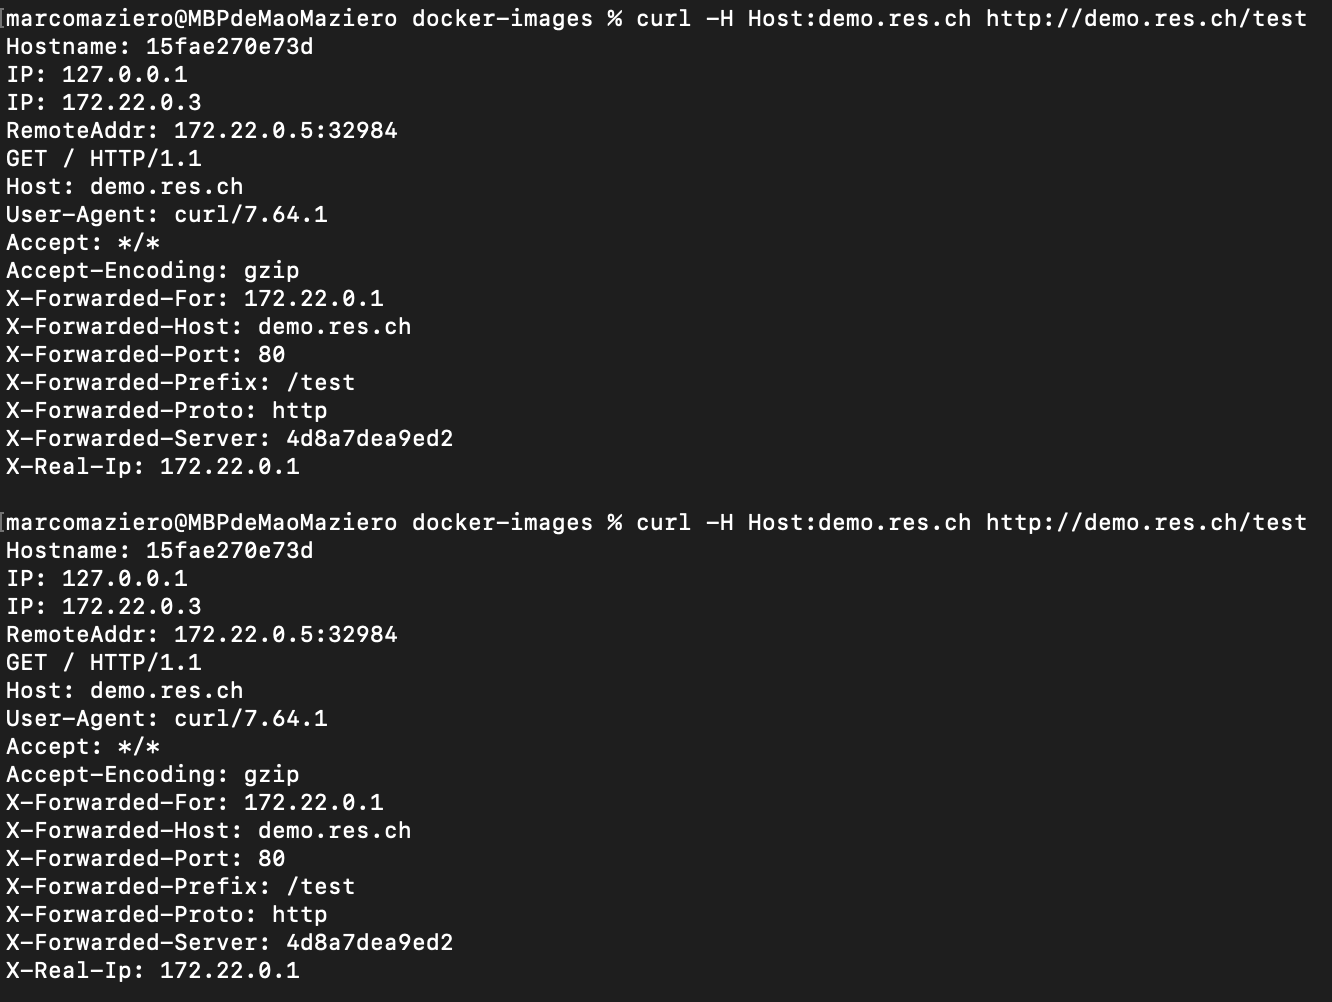 marcomaziero@MBPdeMaoMaziero docker-images % curl -H Host:demo.res.ch http://demo.res.ch/test
Hostname: 15fae270e73d
IP: 127.0.0.1
IP: 172.22.0.3
RemoteAddr: 172.22.0.5:32984
GET / HTTP/1.1
Host: demo.res.ch
User-Agent: curl/7.64.1
Accept: */*
Accept-Encoding: gzip
X-Forwarded-For: 172.22.0.1
X-Forwarded-Host: demo.res.ch
X-Forwarded-Port: 80
X-Forwarded-Prefix: /test
X-Forwarded-Proto: http
X-Forwarded-Server: 4d8a7dea9ed2
X-Real-Ip: 172.22.0.1

marcomaziero@MBPdeMaoMaziero docker-images % curl -H Host:demo.res.ch http://demo.res.ch/test
Hostname: 15fae270e73d
IP: 127.0.0.1
IP: 172.22.0.3
RemoteAddr: 172.22.0.5:32984
GET / HTTP/1.1
Host: demo.res.ch
User-Agent: curl/7.64.1
Accept: */*
Accept-Encoding: gzip
X-Forwarded-For: 172.22.0.1
X-Forwarded-Host: demo.res.ch
X-Forwarded-Port: 80
X-Forwarded-Prefix: /test
X-Forwarded-Proto: http
X-Forwarded-Server: 4d8a7dea9ed2
X-Real-Ip: 172.22.0.1